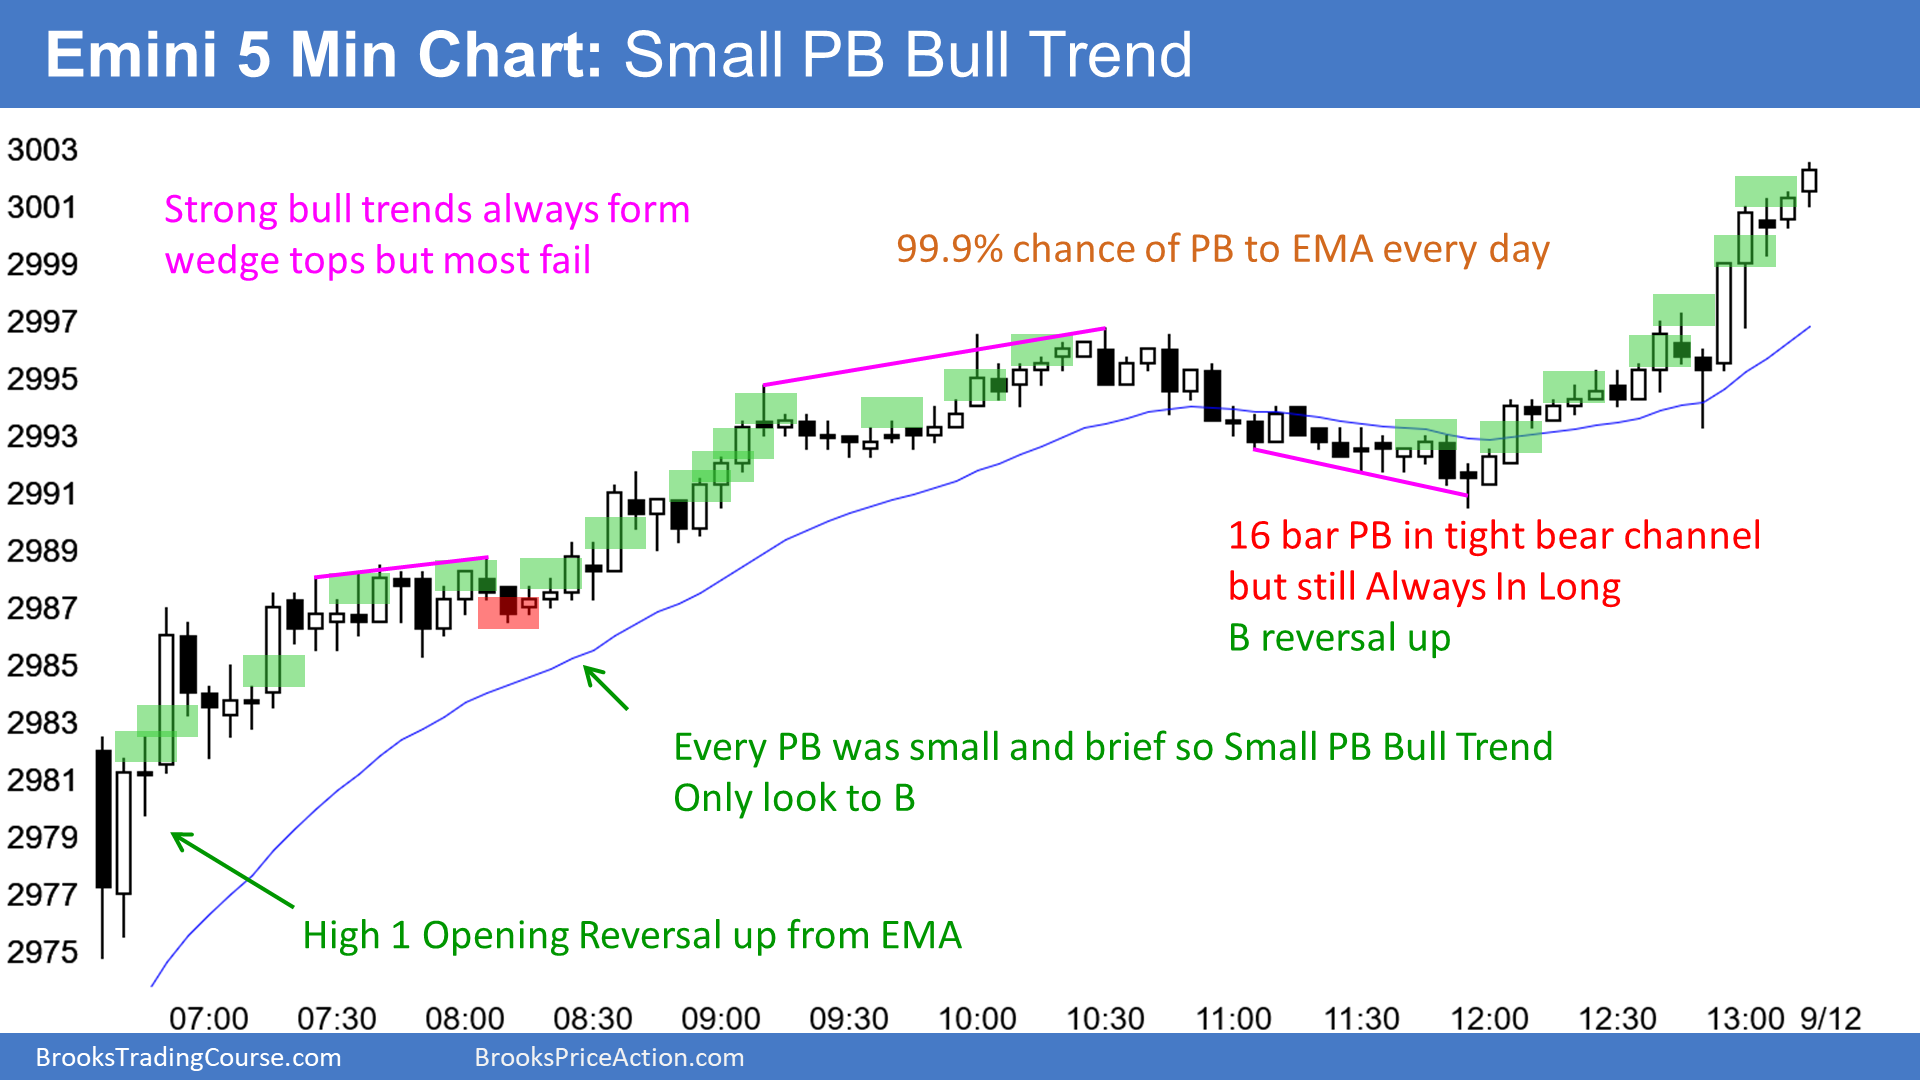 Emini 5 Min Chart: Small PB Bull Trend
3003
3001
2999
2997
2995
2993
2991
2989
2987
2985
2983
2981
2979
2977
2975
Strong bull trends always form
wedge tops but most fail
99.9% chance of PB to EMA every day
16 bar PB in tight bear channel
but still Always In Long
B reversal up
Every PB was small and brief so Small PB Bull Trend
Only look to B
High 1 Opening Reversal up from EMA
07:00 07:30 08:00 08:30 09:00 09:30 10:00 10:30 11:00 11:30 12:00 12:30 13:00 9/12
BrooksTradingCourse.com BrooksPriceAction.com